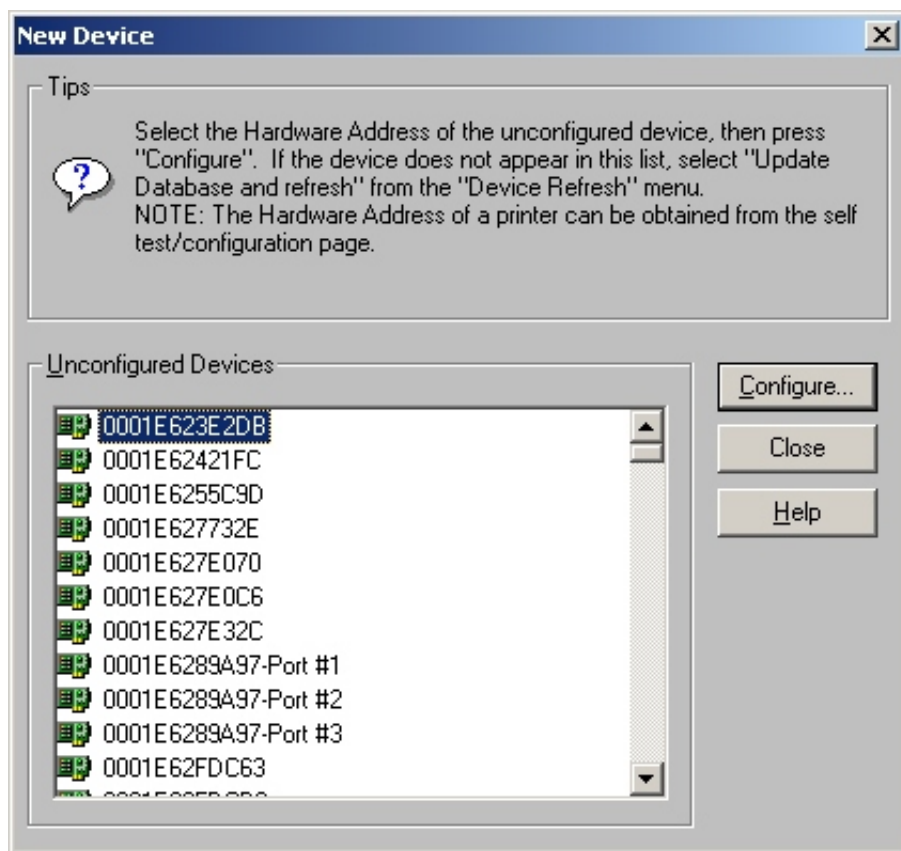 New Device
Tips
Select the Hardware Address of the unconfigured device, then press
"Configure". If the device does not appear in this list, select "Update
Database and refresh" from the "Device Refresh" menu.
NOTE: The Hardware Address of a printer can be obtained from the self
test/configuration page.
Unconfigured Devices
0001E623E2DB
0001E62421FC
0001E6255C9D
0001E627732E
0001E627E070
0001E627E0C6
0001E627E32C
0001E6289A97-Port #1
0001E6289A97-Port #2
0001E6289A97-Port #3
0001E62FDC63
Configure...
Close
Help